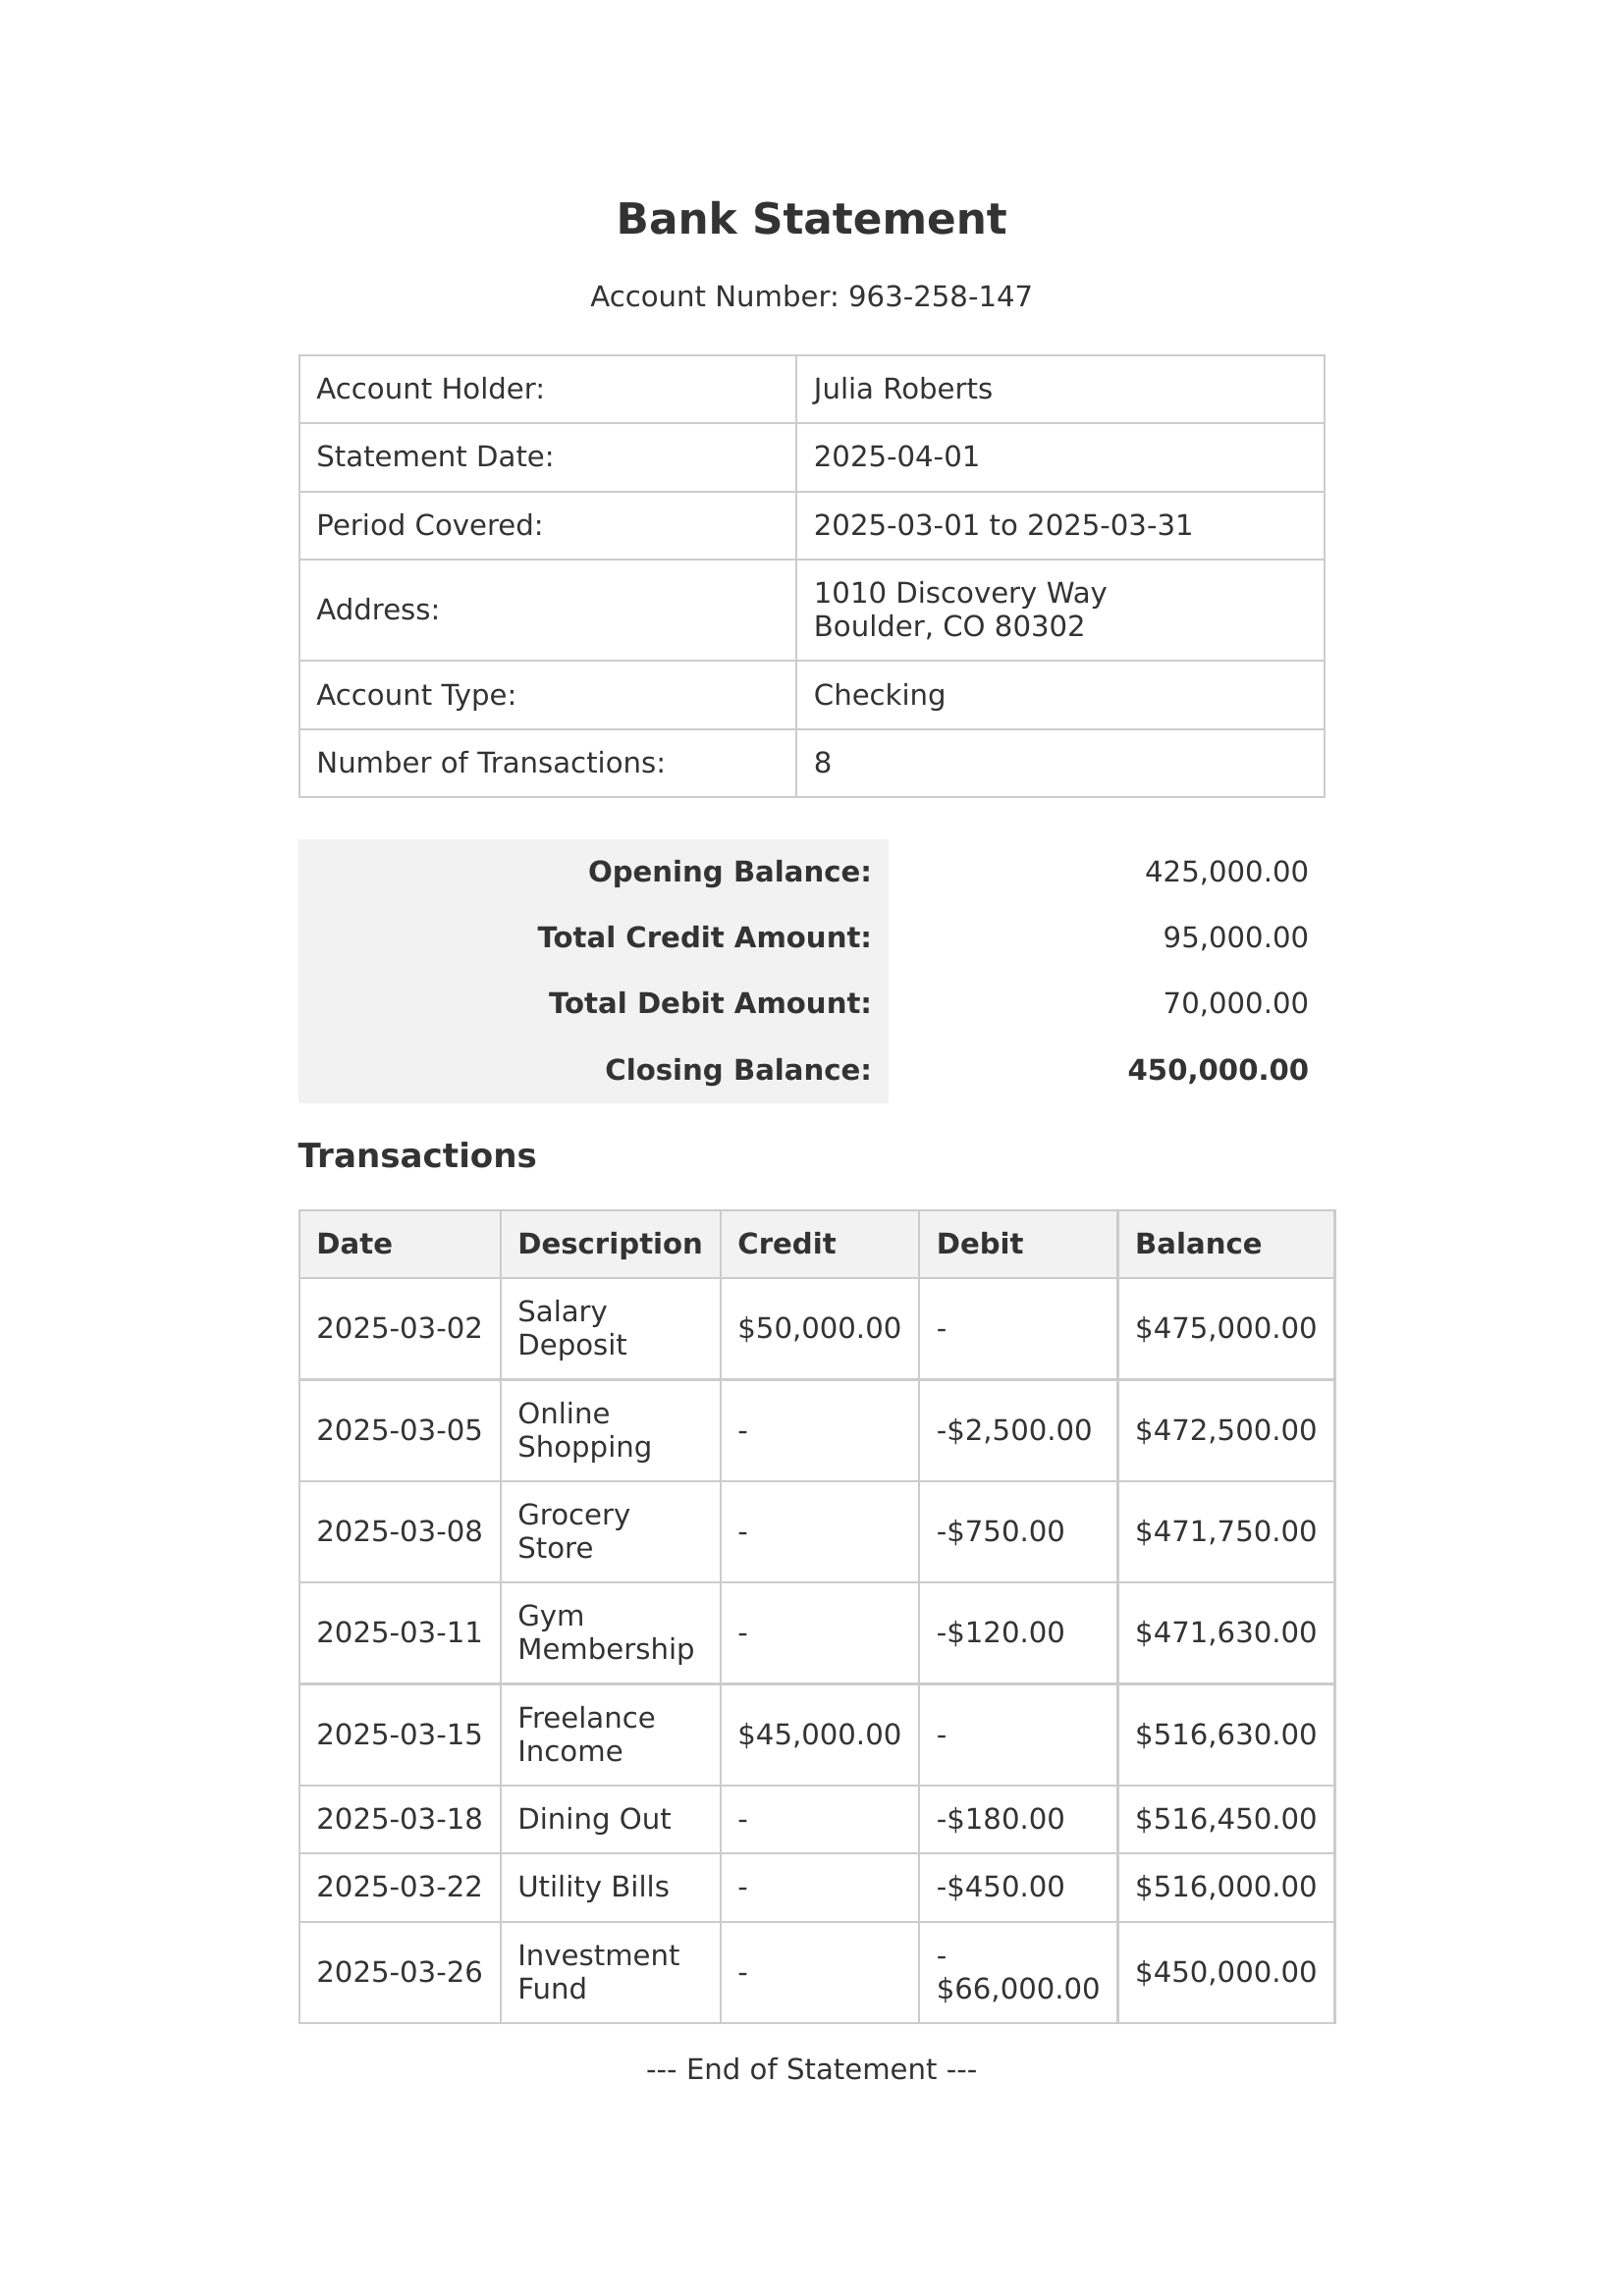 Bank Statement
Account Number: 963-258-147
Account Holder: Julia Roberts
Statement Date: 2025-04-01
Period Covered: 2025-03-01 to 2025-03-31
Address: 1010 Discovery Way
Boulder, CO 80302
Account Type: Checking
Number of Transactions: 8
Opening Balance: 425,000.00
Total Credit Amount: 95,000.00
Total Debit Amount: 70,000.00
Closing Balance: 450,000.00
Transactions
Date Description Credit Debit Balance
2025-03-02 Salary Deposit $50,000.00 - $475,000.00
2025-03-05 Online Shopping - -$2,500.00 $472,500.00
2025-03-08 Grocery Store - -$750.00 $471,750.00
2025-03-11 Gym Membership - -$120.00 $471,630.00
2025-03-15 Freelance Income $45,000.00 - $516,630.00
2025-03-18 Dining Out - -$180.00 $516,450.00
2025-03-22 Utility Bills - -$450.00 $516,000.00
2025-03-26 Investment Fund - -$66,000.00 $450,000.00
--- End of Statement ---